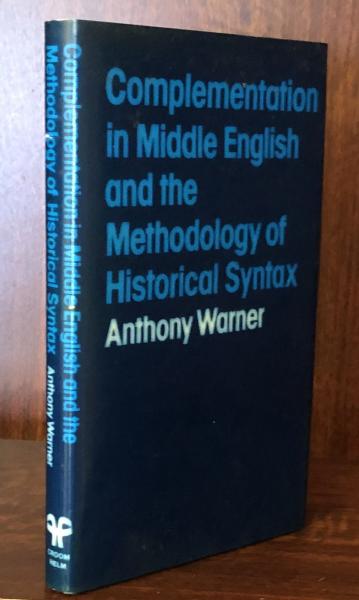 Complementation in Middle English and the
Methodology of Historical Syntax
Anthony Warner
CROOM
HELM
Complementation
in Middle English
and the
Methodology of
Historical Syntax
Anthony Warner